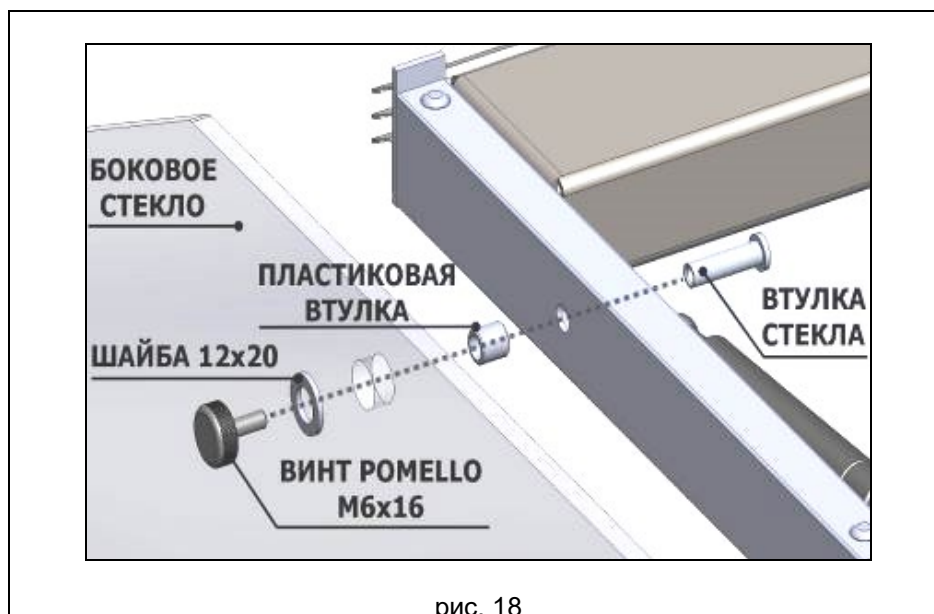 БОКОВОЕ
СТЕКЛО
ПЛАСТИКОВАЯ
ВТУЛКА
ВТУЛКА
СТЕКЛА
ШАЙБА 12x20
ВИНТ POMELLO
M6x16
рис. 18